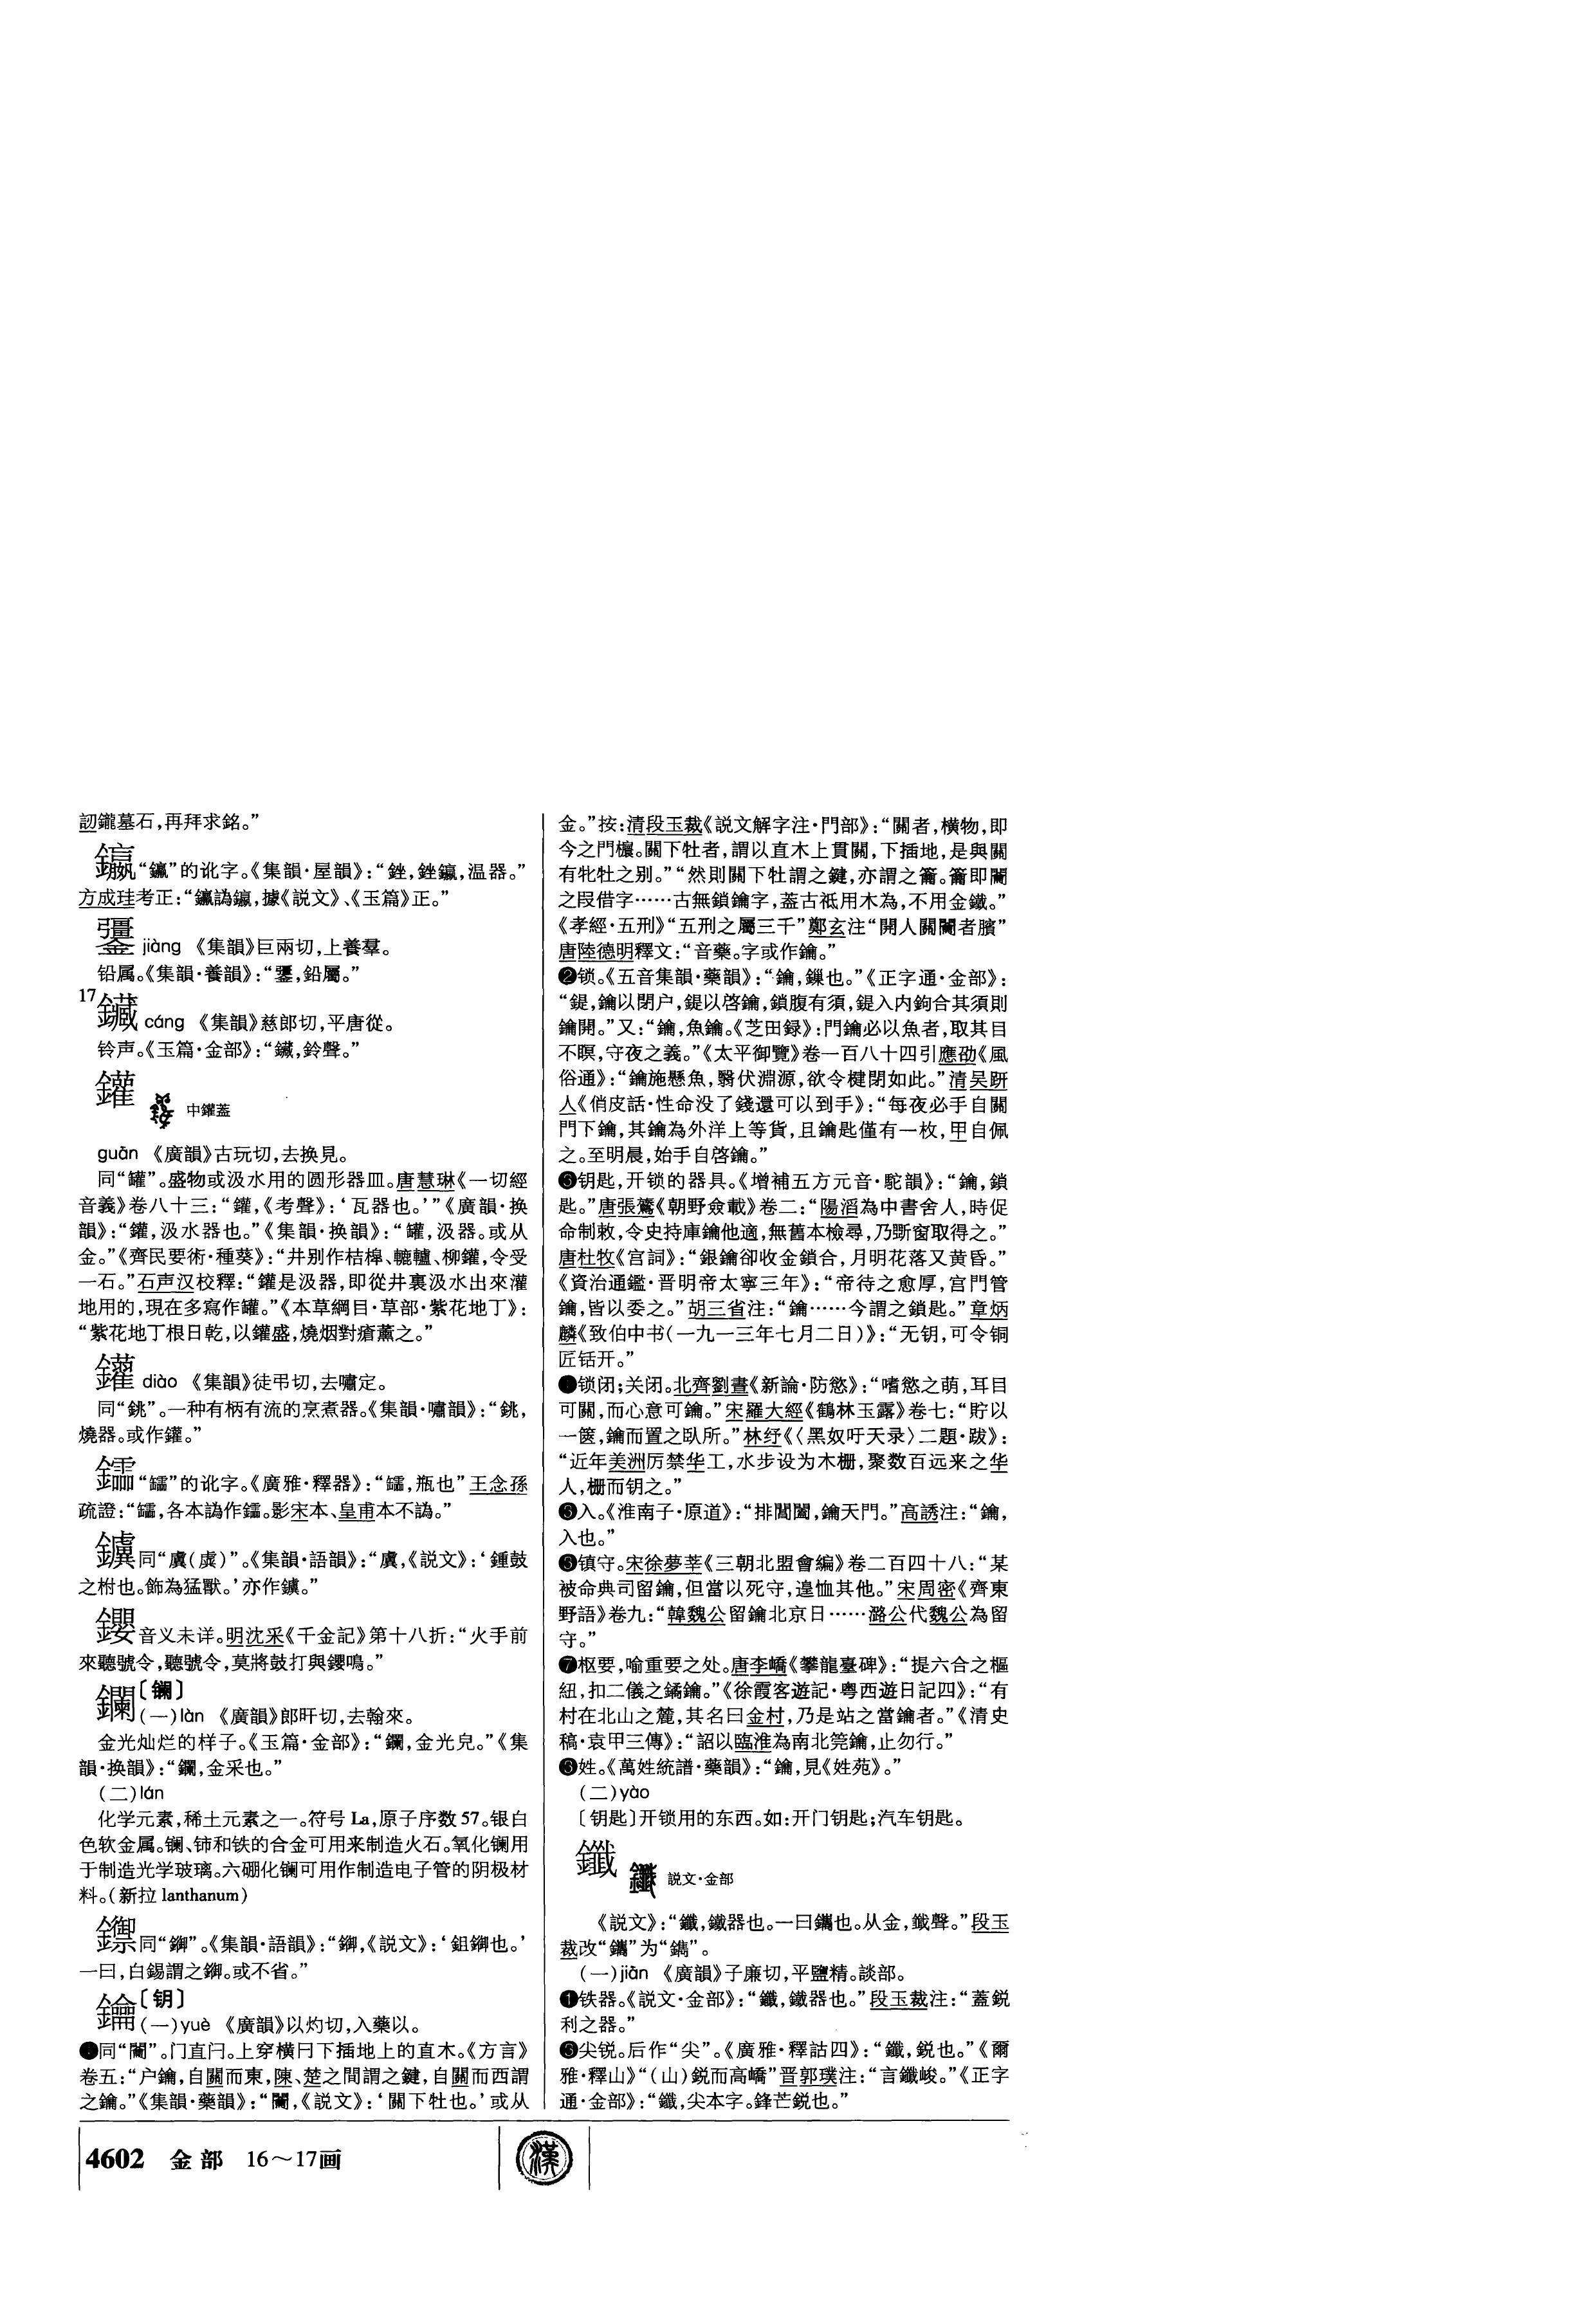 訒鑨墓石,再拜求銘。”
“鑂”的讹字。《集韻·屋韻》:“銼,銼,温器。”
方成珪考正:“譌,據《説文》、《玉篇》正。”
jiàng 《集韻》巨兩切,上養羣。
铅属。《集韻·養韻》:“,鉛屬。”
17
cáng 《集韻》慈郎切,平唐從。
铃声。《玉篇·金部》:“,鈴聲。”
鑵
中鑵蓋
guàn 《廣韻》古玩切,去换見。
同“罐”。盛物或汲水用的圆形器皿。唐慧琳《一切經
音義》卷八十三:“鑵,《考聲》:‘瓦器也。’”《廣韻·换
韻》:“鑵,汲水器也。”《集韻·换韻》:“罐,汲器。或从
金。”《齊民要術·種葵》:“井别作桔槔、轆轤、柳鑵,令受
一石。”石声汉校釋:“鑵是汲器,即從井裏汲水出來灌
地用的,現在多寫作罐。”《本草綱目·草部·紫花地丁》:
“紫花地丁根日乾,以鑵盛,燒烟對瘡薰之。”
diào 《集韻》徒弔切,去嘯定。
同“銚”。一种有柄有流的烹煮器。《集韻·嘯韻》:“銚,
燒器。或作。”
“”的讹字。《廣雅·釋器》:“,瓶也”王念孫
疏證:“,各本譌作。影宋本、皇甫本不譌。”
鐻同“虡(虡)”。《集韻·語韻》:“虡,《説文》:‘鍾鼓
之柎也。飾為猛獸。’亦作。”
音义未详。明沈采《千金記》第十八折:“火手前
來聽號令,聽號令,莫將鼓打與鳴。”
鑭〔镧〕
(一)làn 《廣韻》郎旰切,去翰來。
金光灿烂的样子。《玉篇·金部》:“鑭,金光皃。”《集
韻·换韻》:“鑭,金采也。”
(二)lán
化学元素,稀土元素之一。符号La,原子序数57。银白
色软金属。镧、铈和铁的合金可用来制造火石。氧化镧用
于制造光学玻璃。六硼化镧可用作制造电子管的阴极材
料。(新拉lanthanum)
同“鋤”。《集韻·語韻》:“,《説文》:‘鉏也。’
一曰,白錫謂之。或不省。”
鑰〔钥〕
(一)yuè 《廣韻》以灼切,入藥以。
同“闟”。门直闩。上穿横闩下插地上的直木。《方言》
卷五:“户鑰,自關而東,陳、楚之間謂之鍵,自關而西謂
之鑰。”《集韻·藥韻》:“,《説文》:‘關下牡也。’或从
金。”按:清段玉裁《説文解字注·門部》:“關者,横物,即
今之門櫎。關下牡者,謂以直木上貫關,下插地,是與關
有牝牡之别。”“然則關下牡謂之鍵,亦謂之籥。籥即
之叚借字……古無鎖鑰字,葢古衹用木為,不用金鐵。”
《孝經·五刑》“五刑之屬三千”鄭玄注“開人關者臏”
唐陸德明釋文:“音藥。字或作鑰。”
❷锁。《五音集韻·藥韻》:“鑰,鏁也。”《正字通·金部》:
“鍉,鑰以閉户,鍉以啓鑰,鎖腹有須,鍉入内鉤合其須則
鑰開。”又:“鑰,魚鑰。《芝田録》:門鑰必以魚者,取其目
不瞑,守夜之義。”《太平御覽》卷一百八十四引應劭《風
俗通》:“鑰施懸魚,翳伏淵源,欲令楗閉如此。”清吴趼
人《俏皮話·性命没了錢還可以到手》:“每夜必手自關
門下鑰,其鑰為外洋上等貨,且鑰匙僅有一枚,甲自佩
之。至明晨,始手自啓鑰。”
❸钥匙,开锁的器具。《增補五方元音·駝韻》:“鑰,鎖
匙。”唐張鷟《朝野僉載》卷二:“陽滔為中書舍人,時促
命制敕,令史持庫鑰他適,無舊本檢尋,乃斲窗取得之。”
唐杜牧《宫詞》:“銀鑰卻收金鎖合,月明花落又黄昏。”
《資治通鑑·晋明帝太寧三年》:“帝待之愈厚,宫門管
鑰,皆以委之。”胡三省注:“鑰……今謂之鎖匙。”章炳
麟《致伯中书(一九一三年七月二日)》:“无钥,可令铜
匠铦开。”
锁闭;关闭。北齊劉晝《新論·防慾》:“嗜慾之萌,耳目
可關,而心意可鑰。”宋羅大經《鶴林玉露》卷七:“貯以
一篋,鑰而置之臥所。”林纾《〈黑奴吁天录〉二題·跋》:
“近年美洲厉禁华工,水步设为木栅,聚数百远来之华
人,栅而钥之。”
入。《淮南子·原道》:“排閶闔,鑰天門。”高誘注:“鑰,
入也。”
镇守。宋徐夢莘《三朝北盟會編》卷二百四十八:“某
被命典司留鑰,但當以死守,遑恤其他。”宋周密《齊東
野語》卷九:“韓魏公留鑰北京日……潞公代魏公為留
守。”
❼枢要,喻重要之处。唐李嶠《攀龍臺碑》:“提六合之樞
紐,扣二儀之鐍鑰。”《徐霞客遊記·粤西遊日記四》:“有
村在北山之麓,其名曰金村,乃是站之當鑰者。”《清史
稿·袁甲三傳》:“詔以臨淮為南北筦鑰,止勿行。”
姓。《萬姓統譜·藥韻》:“鑰,見《姓苑》。”
(二)yào
〔钥匙〕开锁用的东西。如:开门钥匙;汽车钥匙。
鑯
説文·金部
《説文》:“鑯,鐵器也。一曰鑴也。从金,韱聲。”段玉
裁改“鑴”为“鐫”。
(一)jiān 《廣韻》子廉切,平鹽精。談部。
❶铁器。《説文·金部》:“鑯,鐵器也。”段玉裁注:“蓋鋭
利之器。”
尖锐。后作“尖”。《廣雅·釋詁四》:“鑯,鋭也。”《爾
雅·釋山》“(山)鋭而高嶠”晋郭璞注:“言鑯峻。”《正字
通·金部》:“鑯,尖本字。鋒芒鋭也。”
4602 金部 16～17画
漢